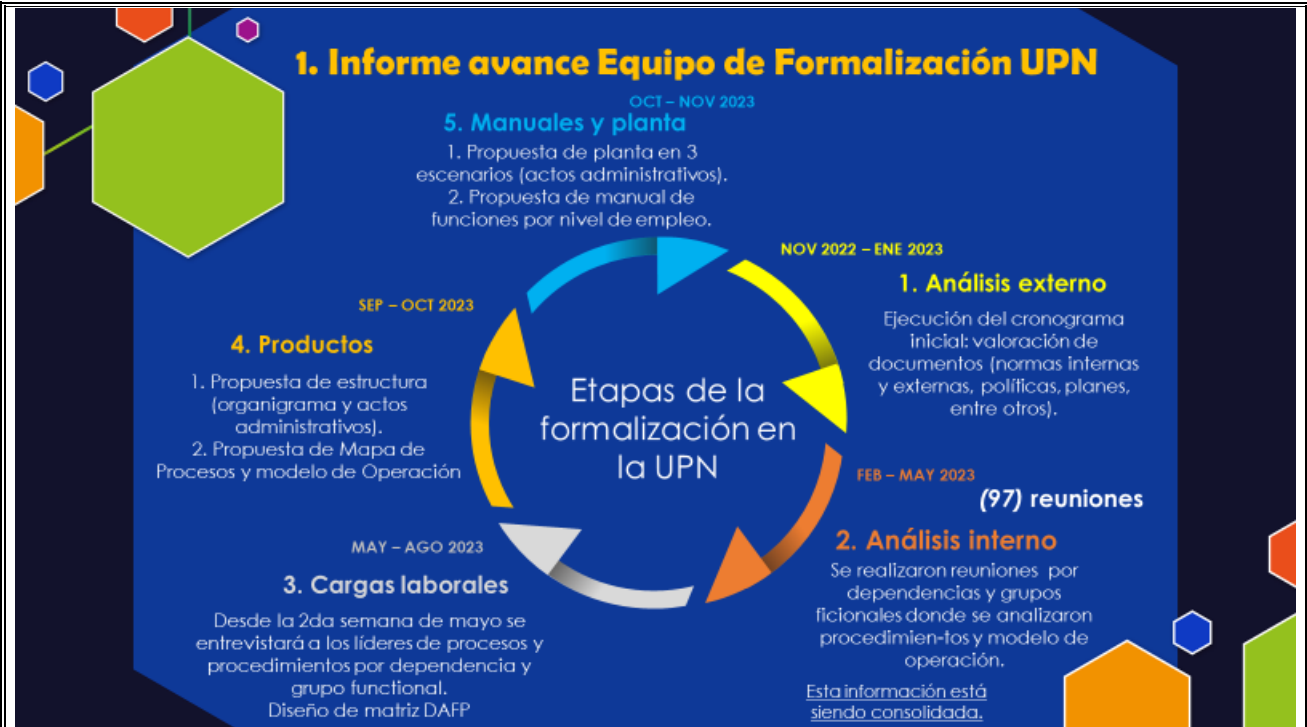 1. Informe avance Equipo de Formalización UPN
OCT – NOV 2023
5. Manuales y planta
1. Propuesta de planta en 3
escenarios (actos administrativos).
2. Propuesta de manual de
funciones por nivel de empleo.
NOV 2022 – ENE 2023
1. Análisis externo
Ejecución del cronograma
inicial: valoración de
documentos (normas internas
y externas, políticas, planes,
entre otros).
FEB – MAY 2023
(97) reuniones
2. Análisis interno
Se realizaron reuniones por
dependencias y grupos
ficionales donde se analizaron
procedimien-tos y modelo de
operación.
Esta información está
siendo consolidada.
MAY – AGO 2023
3. Cargas laborales
Desde la 2da semana de mayo se
entrevistará a los líderes de procesos y
procedimientos por dependencia y
grupo functional.
Diseño de matriz DAFP
SEP – OCT 2023
4. Productos
1. Propuesta de estructura
(organigrama y actos
administrativos).
2. Propuesta de Mapa de
Procesos y modelo de Operación
Etapas de la
formalización en
la UPN